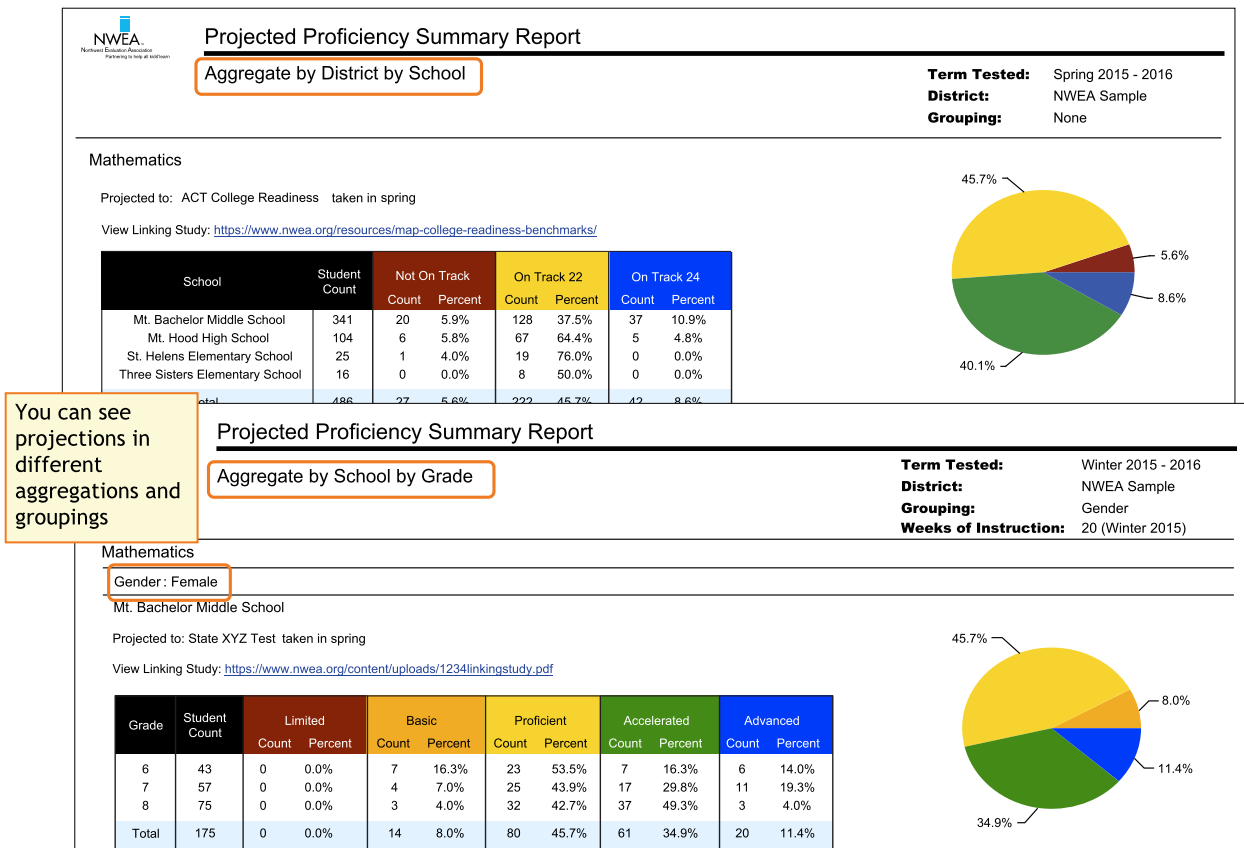 NWEA
Northwest Evaluation Association
Partnering to help all kids learn
Projected Proficiency Summary Report
Aggregate by District by School
Term Tested: Spring 2015 - 2016
District: NWEA Sample
Grouping: None
Mathematics
Projected to: ACT College Readiness taken in spring
View Linking Study: https://www.nwea.org/resources/map-college-readiness-benchmarks/
School Student Count Not On Track On Track 22 On Track 24
Count Percent Count Percent Count Percent
Mt. Bachelor Middle School 341 20 5.9% 128 37.5% 37 10.9%
Mt. Hood High School 104 6 5.8% 67 64.4% 5 4.8%
St. Helens Elementary School 25 1 4.0% 19 76.0% 0 0.0%
Three Sisters Elementary School 16 0 0.0% 8 50.0% 0 0.0%
otal 486 27 5.6% 222 45.7% 42 8.6%
45.7%
5.6%
8.6%
40.1%
You can see
projections in
different
aggregations and
groupings
Projected Proficiency Summary Report
Aggregate by School by Grade
Term Tested: Winter 2015 - 2016
District: NWEA Sample
Grouping: Gender
Weeks of Instruction: 20 (Winter 2015)
Mathematics
Gender : Female
Mt. Bachelor Middle School
Projected to: State XYZ Test taken in spring
View Linking Study: https://www.nwea.org/content/uploads/1234linkingstudy.pdf
Grade Student Count Limited Basic Proficient Accelerated Advanced
Count Percent Count Percent Count Percent Count Percent Count Percent
6 43 0 0.0% 7 16.3% 23 53.5% 7 16.3% 6 14.0%
7 57 0 0.0% 4 7.0% 25 43.9% 17 29.8% 11 19.3%
8 75 0 0.0% 3 4.0% 32 42.7% 37 49.3% 3 4.0%
Total 175 0 0.0% 14 8.0% 80 45.7% 61 34.9% 20 11.4%
45.7%
8.0%
11.4%
34.9%